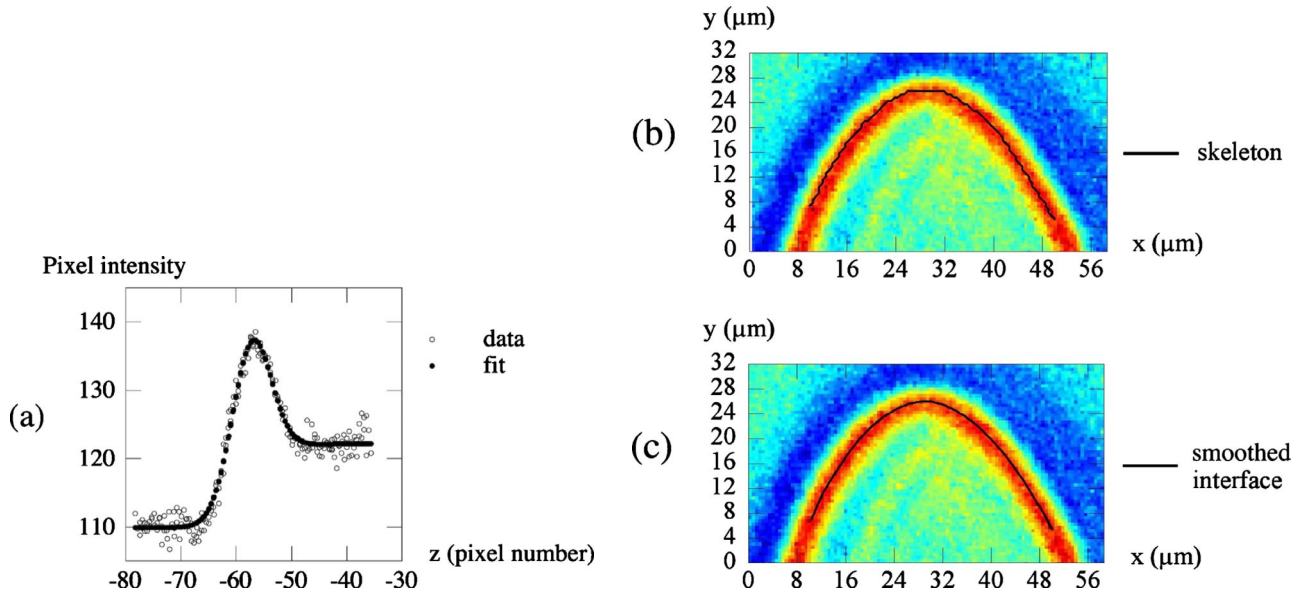 (a)
Pixel intensity
140
130
120
110
-80 -70 -60 -50 -40 -30
z (pixel number)
data
fit
(b)
y (μm)
32
28
24
20
16
12
8
4
0
0 8 16 24 32 40 48 56
x (μm)
skeleton
(c)
y (μm)
32
28
24
20
16
12
8
4
0
0 8 16 24 32 40 48 56
x (μm)
smoothed
interface